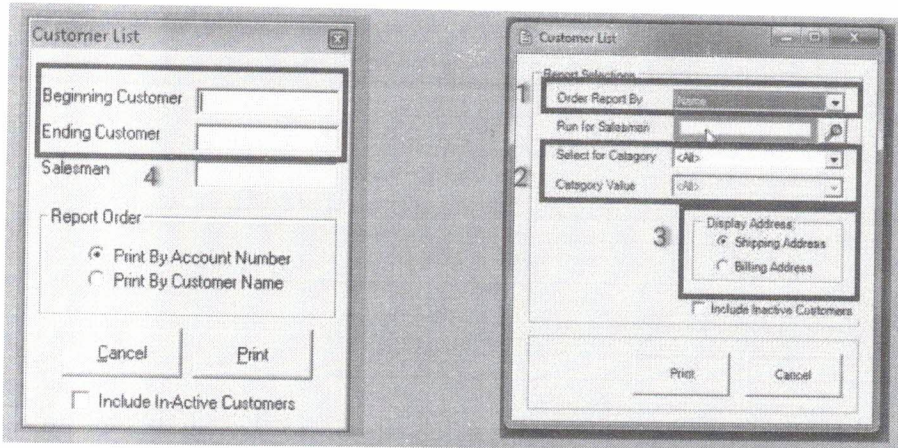 Customer List
Beginning Customer
Ending Customer
Salesman
4
Report Order
Print By Account Number
Print By Customer Name
Cancel
Print
Include In-Active Customers
Customer List
Report Selections
1
Order Report By
Name
Run for Salesman
2
Select for Catagory
<All>
Catagory Value
<All>
3
Display Address:
Shipping Address
Billing Address
Include Inactive Customers
Print
Cancel